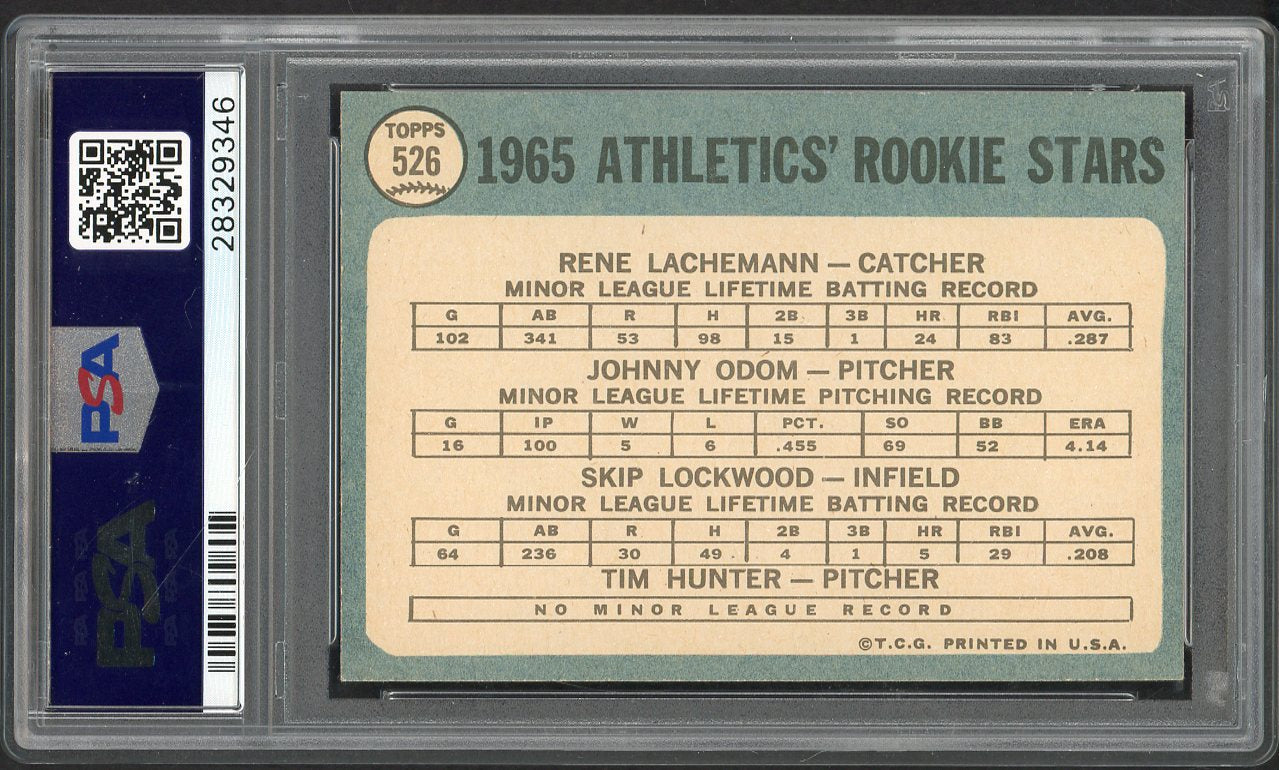 28329346
PSA
PSA
TOPPS
526
1965 ATHLETICS' ROOKIE STARS
RENE LACHEMANN — CATCHER
MINOR LEAGUE LIFETIME BATTING RECORD
G AB R H 2B 3B HR RBI AVG.
102 341 53 98 15 1 24 83 .287
JOHNNY ODOM — PITCHER
MINOR LEAGUE LIFETIME PITCHING RECORD
G IP W L PCT. SO BB ERA
16 100 5 6 .455 69 52 4.14
SKIP LOCKWOOD — INFIELD
MINOR LEAGUE LIFETIME BATTING RECORD
G AB R H 2B 3B HR RBI AVG.
64 236 30 49 4 1 5 29 .208
TIM HUNTER — PITCHER
NO MINOR LEAGUE RECORD
©T.C.G. PRINTED IN U.S.A.